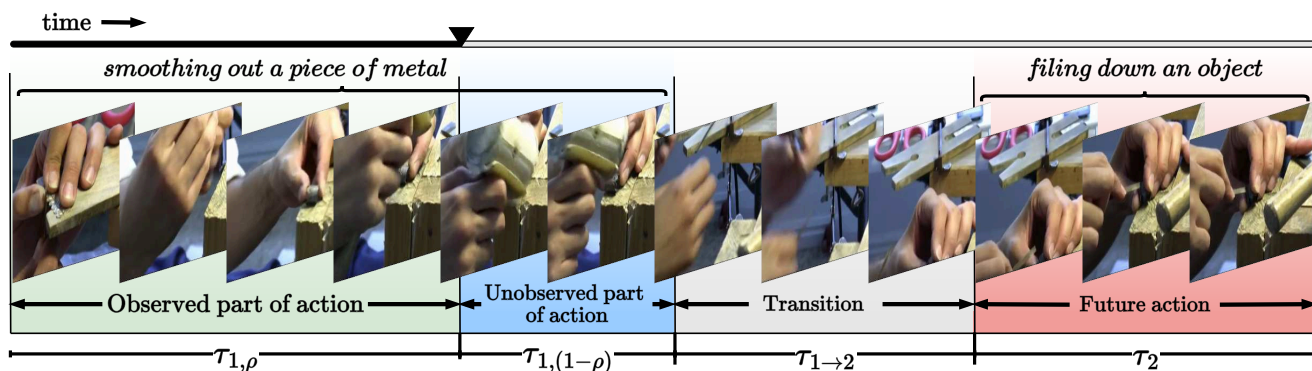 time
smoothing out a piece of metal
filing down an object
Observed part of action
Unobserved part
of action
Transition
Future action
τ₁,ρ
τ₁,(1−ρ)
τ₁→₂
τ₂